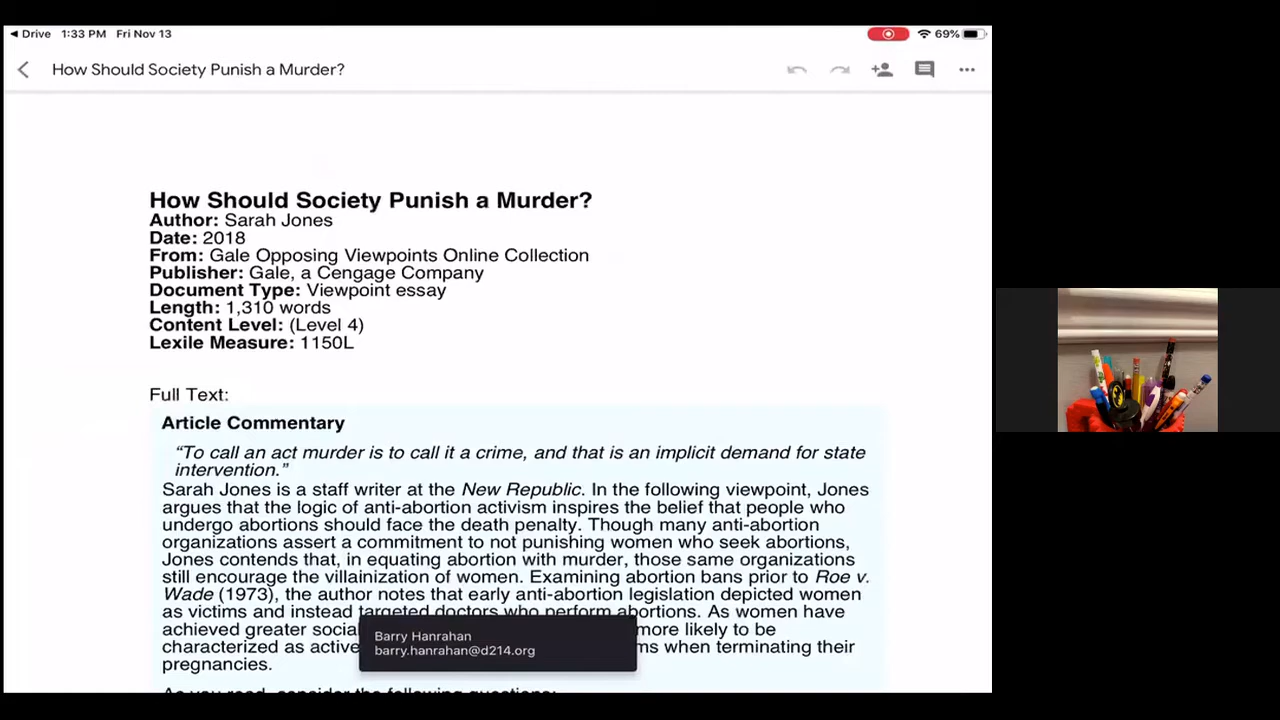 Drive 1:33 PM Fri Nov 13 69%
How Should Society Punish a Murder?
How Should Society Punish a Murder?
Author: Sarah Jones
Date: 2018
From: Gale Opposing Viewpoints Online Collection
Publisher: Gale, a Cengage Company
Document Type: Viewpoint essay
Length: 1,310 words
Content Level: (Level 4)
Lexile Measure: 1150L
Full Text:
Article Commentary
“To call an act murder is to call it a crime, and that is an implicit demand for state
intervention.”
Sarah Jones is a staff writer at the New Republic. In the following viewpoint, Jones
argues that the logic of anti-abortion activism inspires the belief that people who
undergo abortions should face the death penalty. Though many anti-abortion
organizations assert a commitment to not punishing women who seek abortions,
Jones contends that, in equating abortion with murder, those same organizations
still encourage the villainization of women. Examining abortion bans prior to Roe v.
Wade (1973), the author notes that early anti-abortion legislation depicted women
as victims and instead targeted doctors who perform abortions. As women have
achieved greater social more likely to be
characterized as active terminating their
pregnancies.
As you read, consider the following questions:
Barry Hanrahan
barry.hanrahan@d214.org